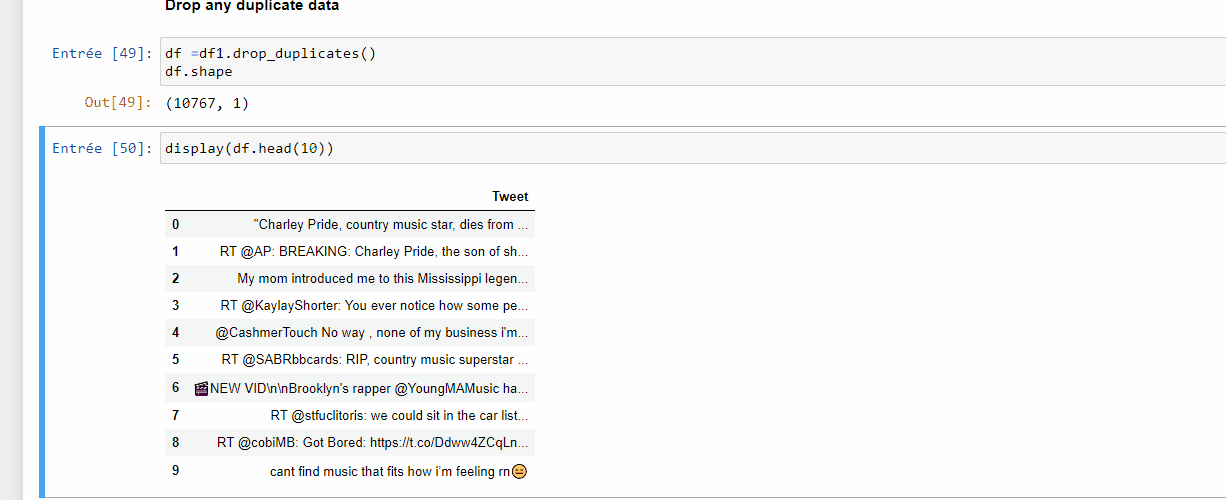 Drop any duplicate data
Entrée [49]: df =df1.drop_duplicates()
df.shape
Out[49]: (10767, 1)
Entrée [50]: display(df.head(10))
Tweet
0 "Charley Pride, country music star, dies from ...
1 RT @AP: BREAKING: Charley Pride, the son of sh...
2 My mom introduced me to this Mississippi legen...
3 RT @KaylayShorter: You ever notice how some pe...
4 @CashmerTouch No way , none of my business i'm...
5 RT @SABRbbcards: RIP, country music superstar ...
6 🎬NEW VID\n\nBrooklyn's rapper @YoungMAMusic ha...
7 RT @stfuclitoris: we could sit in the car list...
8 RT @cobiMB: Got Bored: https://t.co/Ddww4ZCqLn...
9 cant find music that fits how i'm feeling rn😑